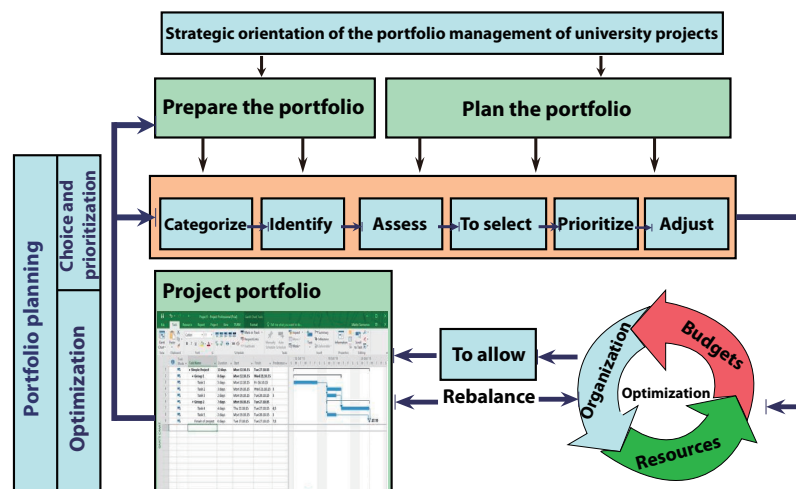 Strategic orientation of the portfolio management of university projects
Prepare the portfolio
Plan the portfolio
Portfolio planning
Choice and
prioritization
Optimization
Categorize
Identify
Assess
To select
Prioritize
Adjust
Project portfolio
To allow
Rebalance
Organization
Budgets
Resources
Optimization